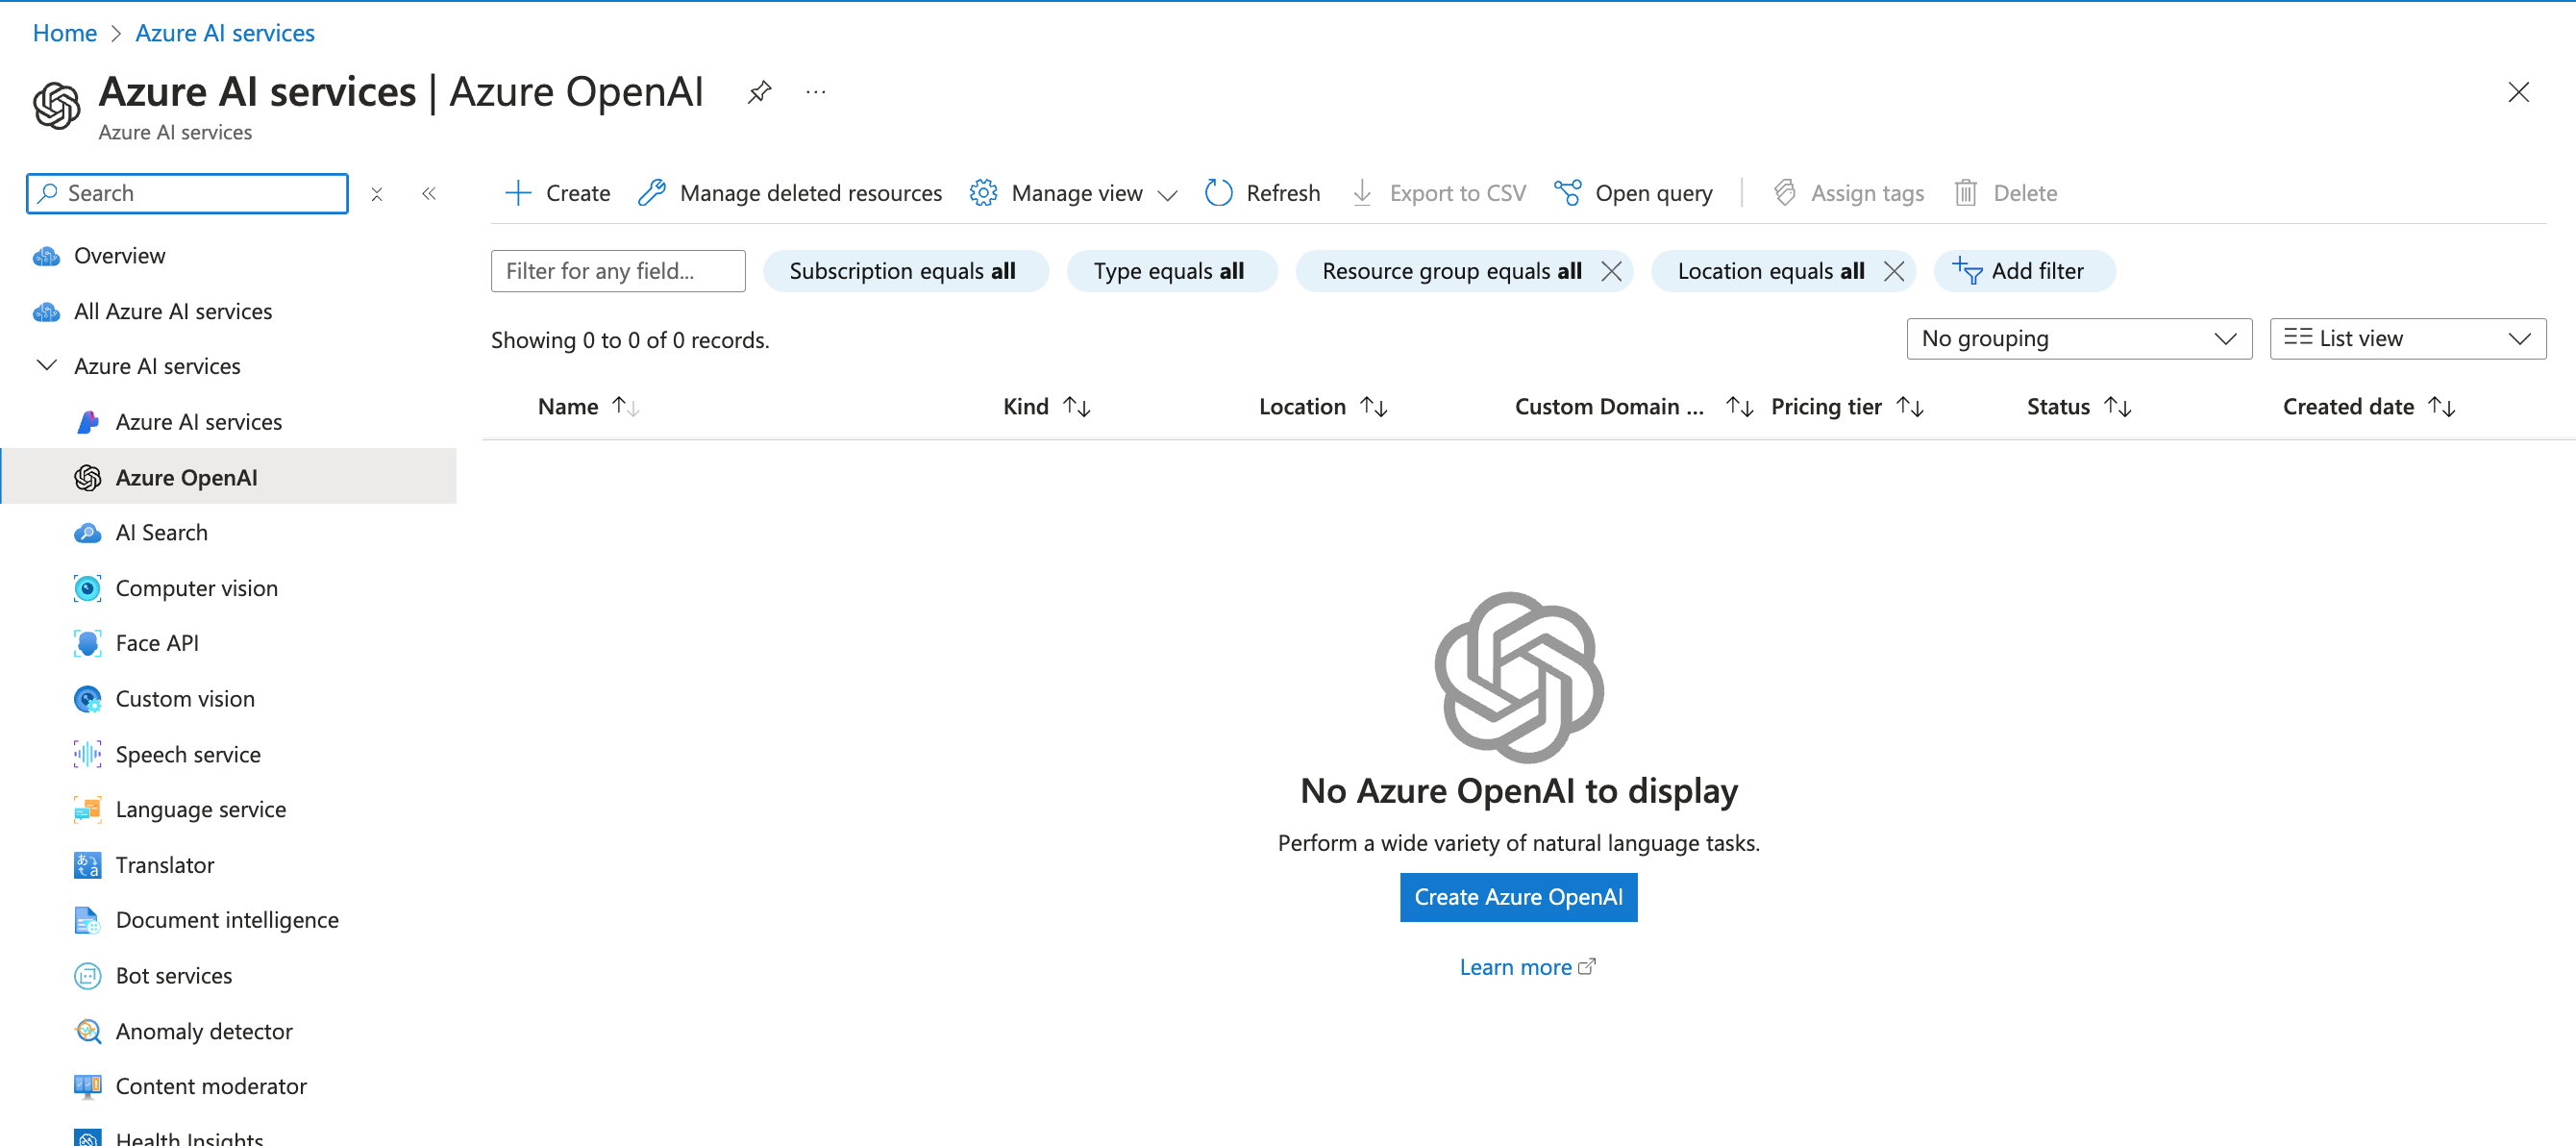 Home > Azure AI services
Azure AI services | Azure OpenAI ...
Azure AI services
Search
Overview
All Azure AI services
Azure AI services
Azure AI services
Azure OpenAI
AI Search
Computer vision
Face API
Custom vision
Speech service
Language service
Translator
Document intelligence
Bot services
Anomaly detector
Content moderator
Health Insights
Create Manage deleted resources Manage view Refresh Export to CSV Open query Assign tags Delete
Filter for any field... Subscription equals all Type equals all Resource group equals all Location equals all Add filter
Showing 0 to 0 of 0 records. No grouping List view
Name Kind Location Custom Domain ... Pricing tier Status Created date
No Azure OpenAI to display
Perform a wide variety of natural language tasks.
Create Azure OpenAI
Learn more